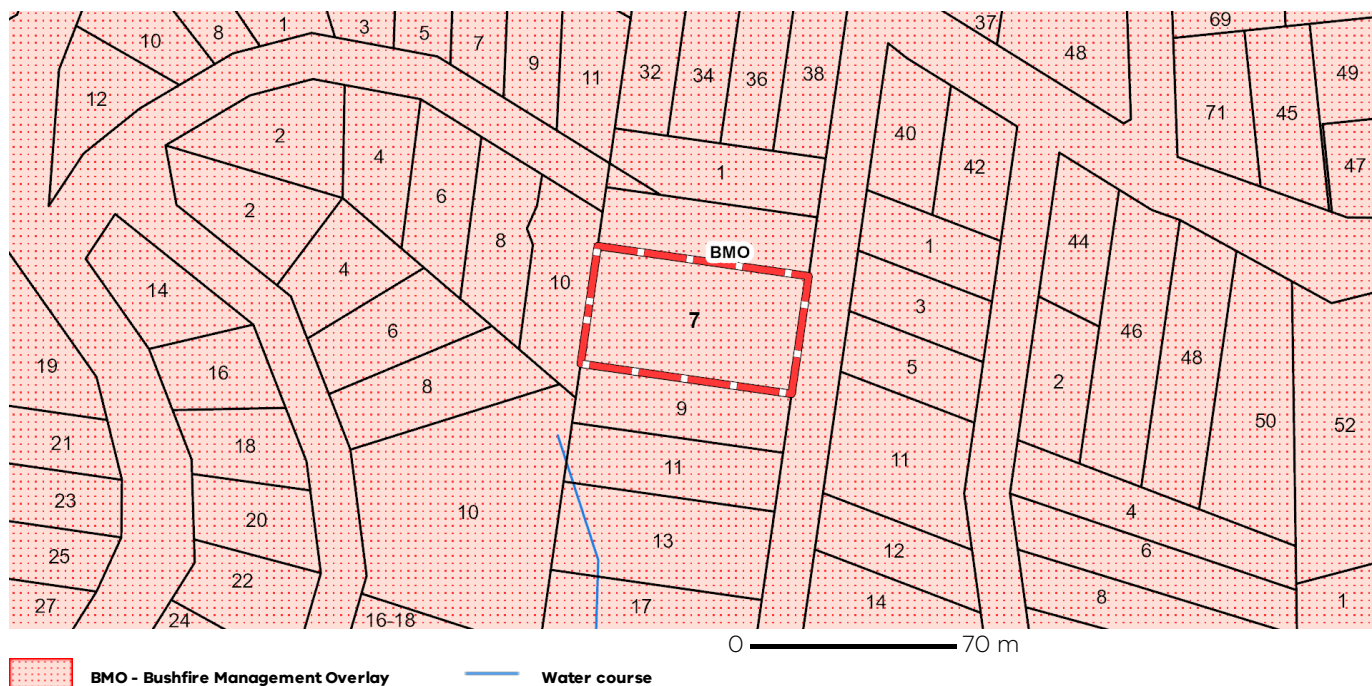 1 3 5 7 8 10 9 11 32 34 36 38 37 48 69 49
12 71 45 47
2 4 6 8 1 40 42
2 4 10 BMO 1 44
14 6 7 3 46 48
19 16 8 9 5 2 50 52
21 18 11 11
23 20 10 13 12 4 6
25 22 14 8 1
27 24 16-18 17
0 70 m
BMO - Bushfire Management Overlay Water course